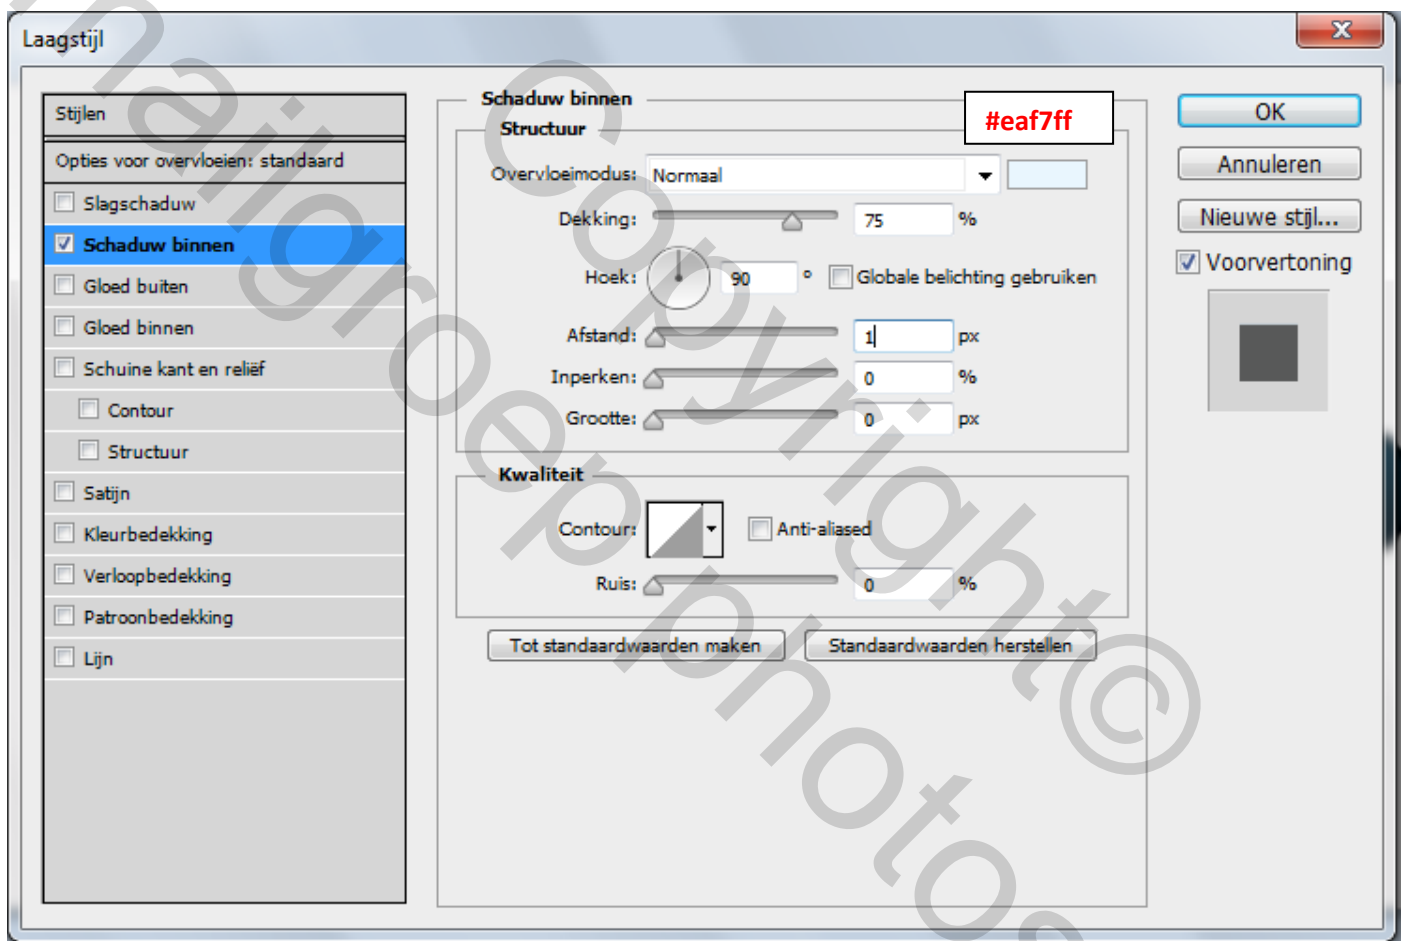 Laagstijl
Stijlen
Opties voor overvloeien: standaard
Slagschaduw
Schaduw binnen
Gloed buiten
Gloed binnen
Schuine kant en reliëf
Contour
Structuur
Satijn
Kleurbedekking
Verloopbedekking
Patroonbedekking
Lijn
Schaduw binnen
Structuur
#eaf7ff
Overvloeimodus: Normaal
Dekking: 75 %
Hoek: 90 ° Globale belichting gebruiken
Afstand: 1 px
Inperken: 0 %
Grootte: 0 px
Kwaliteit
Contour: Anti-aliased
Ruis: 0 %
Tot standaardwaarden maken Standaardwaarden herstellen
OK
Annuleren
Nieuwe stijl...
Voorvertoning
Copyright©
mailgroep photos